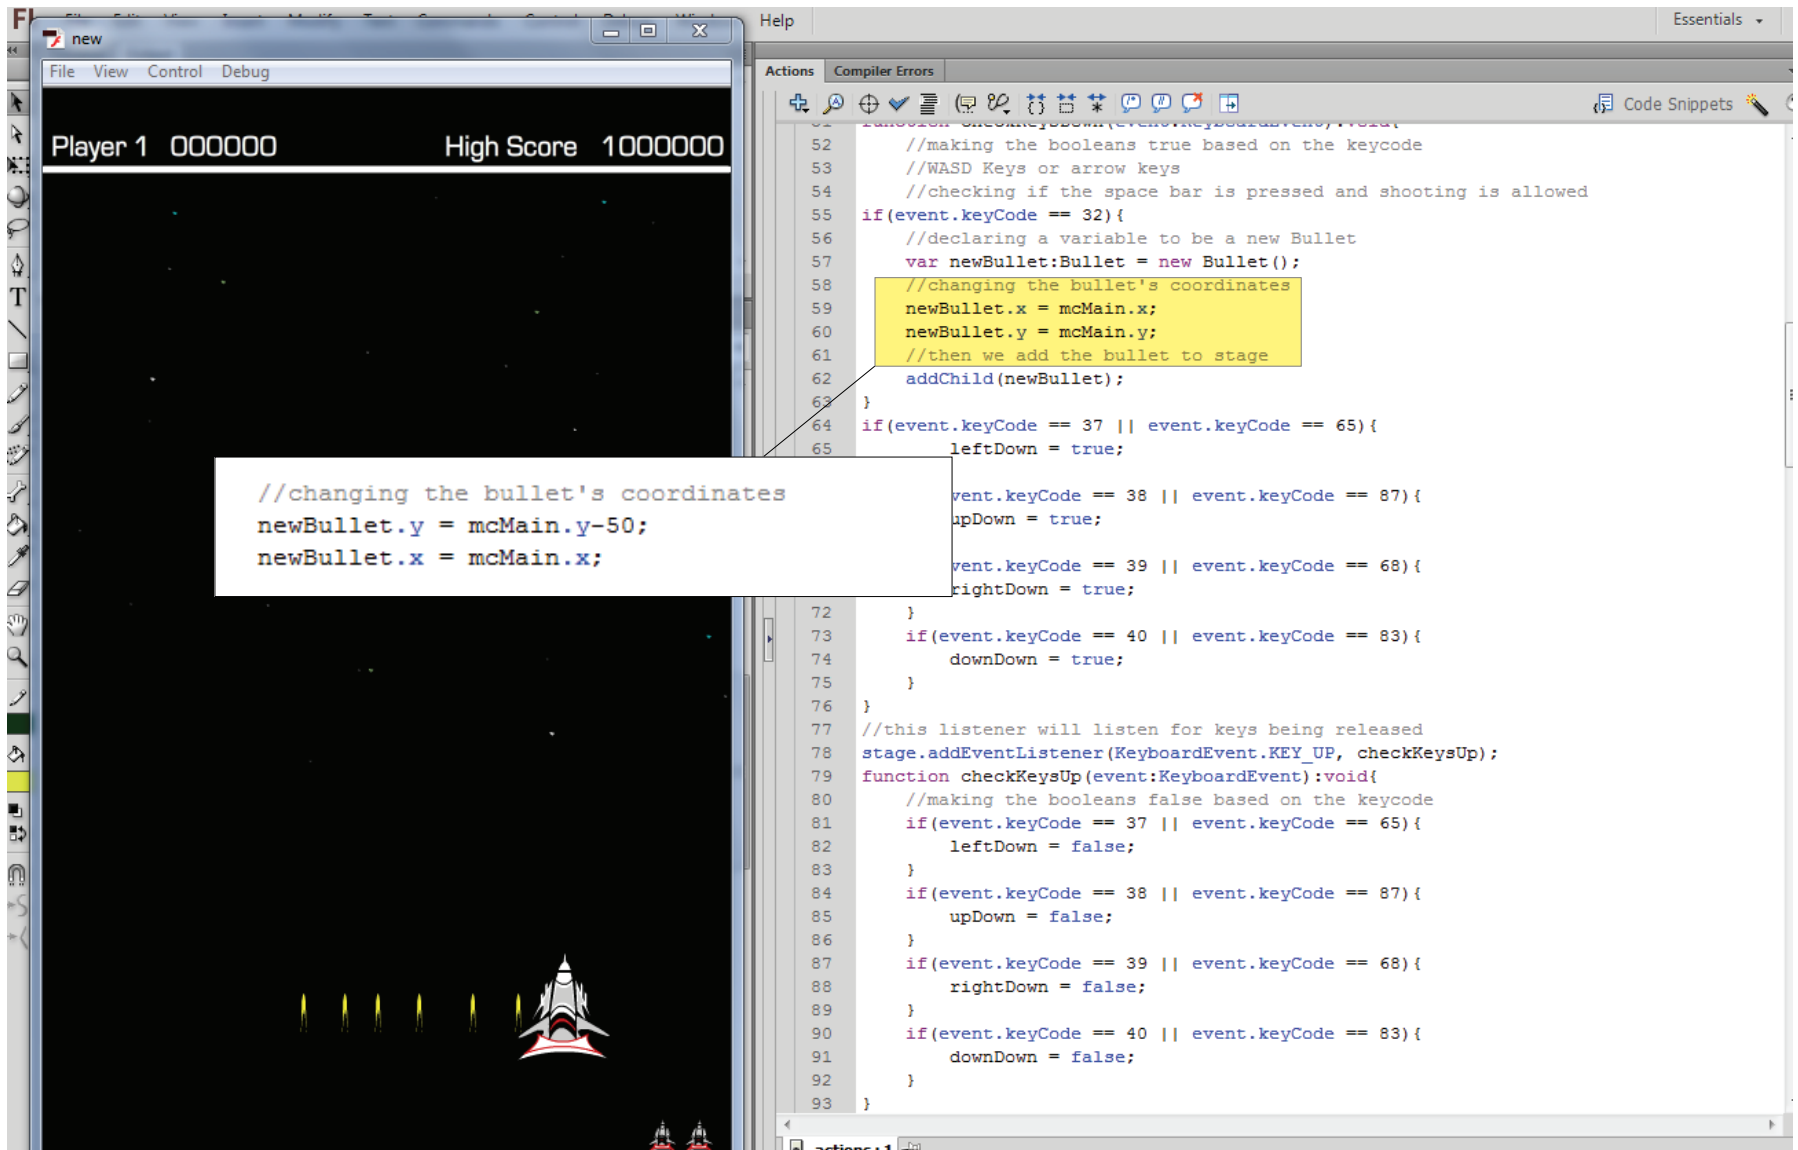 Fl
Help
Essentials
new
File View Control Debug
Player 1 000000 High Score 1000000
Actions Compiler Errors
Code Snippets
52 //making the booleans true based on the keycode
53 //WASD Keys or arrow keys
54 //checking if the space bar is pressed and shooting is allowed
55 if(event.keyCode == 32){
56 //declaring a variable to be a new Bullet
57 var newBullet:Bullet = new Bullet();
58 //changing the bullet's coordinates
59 newBullet.x = mcMain.x;
60 newBullet.y = mcMain.y;
61 //then we add the bullet to stage
62 addChild(newBullet);
63 }
64 if(event.keyCode == 37 || event.keyCode == 65){
65 leftDown = true;
//changing the bullet's coordinates
newBullet.y = mcMain.y-50;
newBullet.x = mcMain.x;
vent.keyCode == 38 || event.keyCode == 87){
upDown = true;
vent.keyCode == 39 || event.keyCode == 68){
rightDown = true;
72 }
73 if(event.keyCode == 40 || event.keyCode == 83){
74 downDown = true;
75 }
76 }
77 //this listener will listen for keys being released
78 stage.addEventListener(KeyboardEvent.KEY_UP, checkKeysUp);
79 function checkKeysUp(event:KeyboardEvent):void{
80 //making the booleans false based on the keycode
81 if(event.keyCode == 37 || event.keyCode == 65){
82 leftDown = false;
83 }
84 if(event.keyCode == 38 || event.keyCode == 87){
85 upDown = false;
86 }
87 if(event.keyCode == 39 || event.keyCode == 68){
88 rightDown = false;
89 }
90 if(event.keyCode == 40 || event.keyCode == 83){
91 downDown = false;
92 }
93 }
actions:1